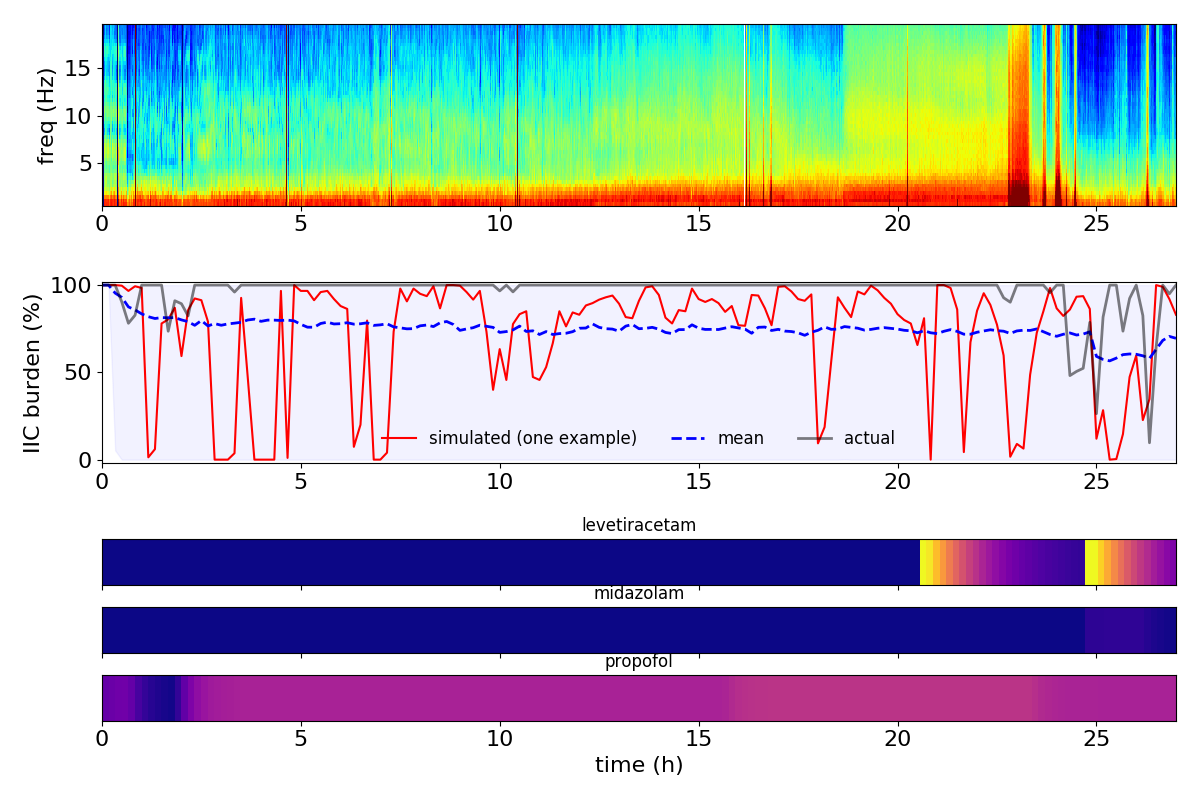 freq (Hz)
15
10
5
0 5 10 15 20 25
IIC burden (%)
100
50
0
simulated (one example) mean actual
0 5 10 15 20 25
levetiracetam
midazolam
propofol
0 5 10 15 20 25
time (h)